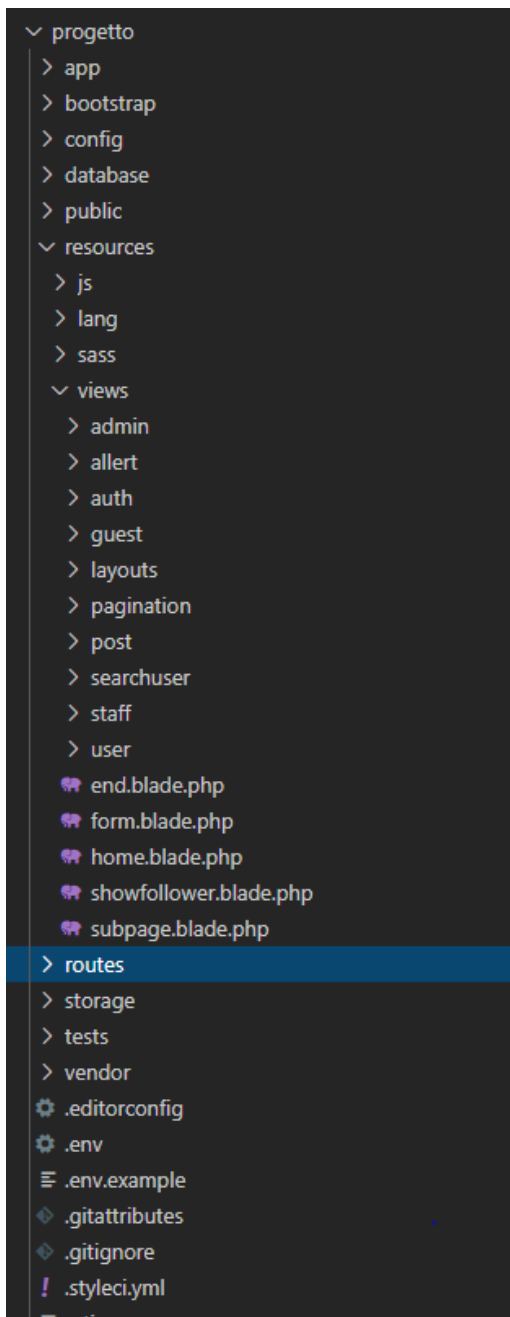 progetto
app
bootstrap
config
database
public
resources
js
lang
sass
views
admin
allert
auth
guest
layouts
pagination
post
searchuser
staff
user
end.blade.php
form.blade.php
home.blade.php
showfollower.blade.php
subpage.blade.php
routes
storage
tests
vendor
.editorconfig
.env
.env.example
.gitattributes
.gitignore
.styleci.yml